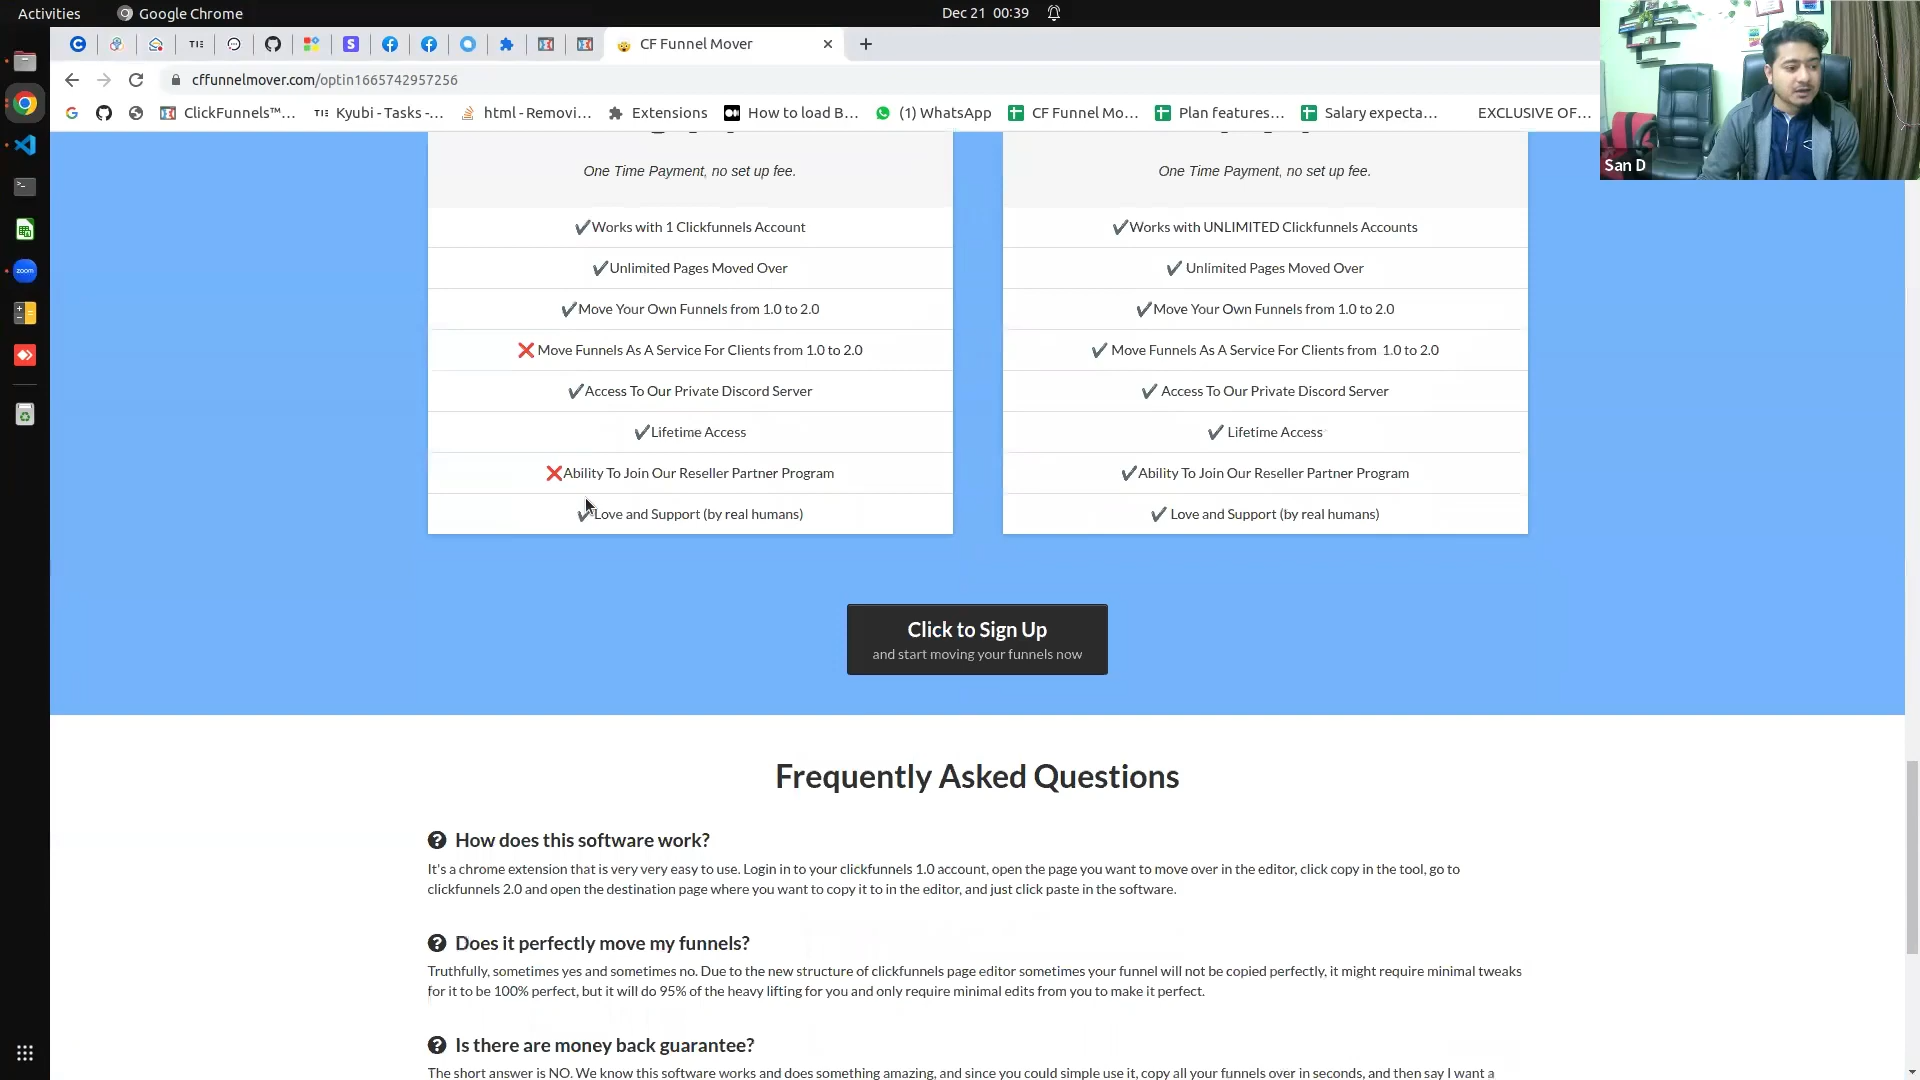 Activities
Google Chrome
Dec 21 00:39
CF Funnel Mover
cffunnelmover.com/optin1665742957256
ClickFunnels™...
Kyubi - Tasks -...
html - Removi...
Extensions
How to load B...
(1) WhatsApp
CF Funnel Mo...
Plan features...
Salary expecta...
EXCLUSIVE OF...
San D
One Time Payment, no set up fee.
✔Works with 1 Clickfunnels Account
✔Unlimited Pages Moved Over
✔Move Your Own Funnels from 1.0 to 2.0
❌ Move Funnels As A Service For Clients from 1.0 to 2.0
✔Access To Our Private Discord Server
✔Lifetime Access
❌Ability To Join Our Reseller Partner Program
✔Love and Support (by real humans)
One Time Payment, no set up fee.
✔Works with UNLIMITED Clickfunnels Accounts
✔ Unlimited Pages Moved Over
✔Move Your Own Funnels from 1.0 to 2.0
✔ Move Funnels As A Service For Clients from 1.0 to 2.0
✔ Access To Our Private Discord Server
✔ Lifetime Access
✔Ability To Join Our Reseller Partner Program
✔ Love and Support (by real humans)
Click to Sign Up
and start moving your funnels now
Frequently Asked Questions
How does this software work?
It's a chrome extension that is very very easy to use. Login in to your clickfunnels 1.0 account, open the page you want to move over in the editor, click copy in the tool, go to
clickfunnels 2.0 and open the destination page where you want to copy it to in the editor, and just click paste in the software.
Does it perfectly move my funnels?
Truthfully, sometimes yes and sometimes no. Due to the new structure of clickfunnels page editor sometimes your funnel will not be copied perfectly, it might require minimal tweaks
for it to be 100% perfect, but it will do 95% of the heavy lifting for you and only require minimal edits from you to make it perfect.
Is there are money back guarantee?
The short answer is NO. We know this software works and does something amazing, and since you could simple use it, copy all your funnels over in seconds, and then say I want a